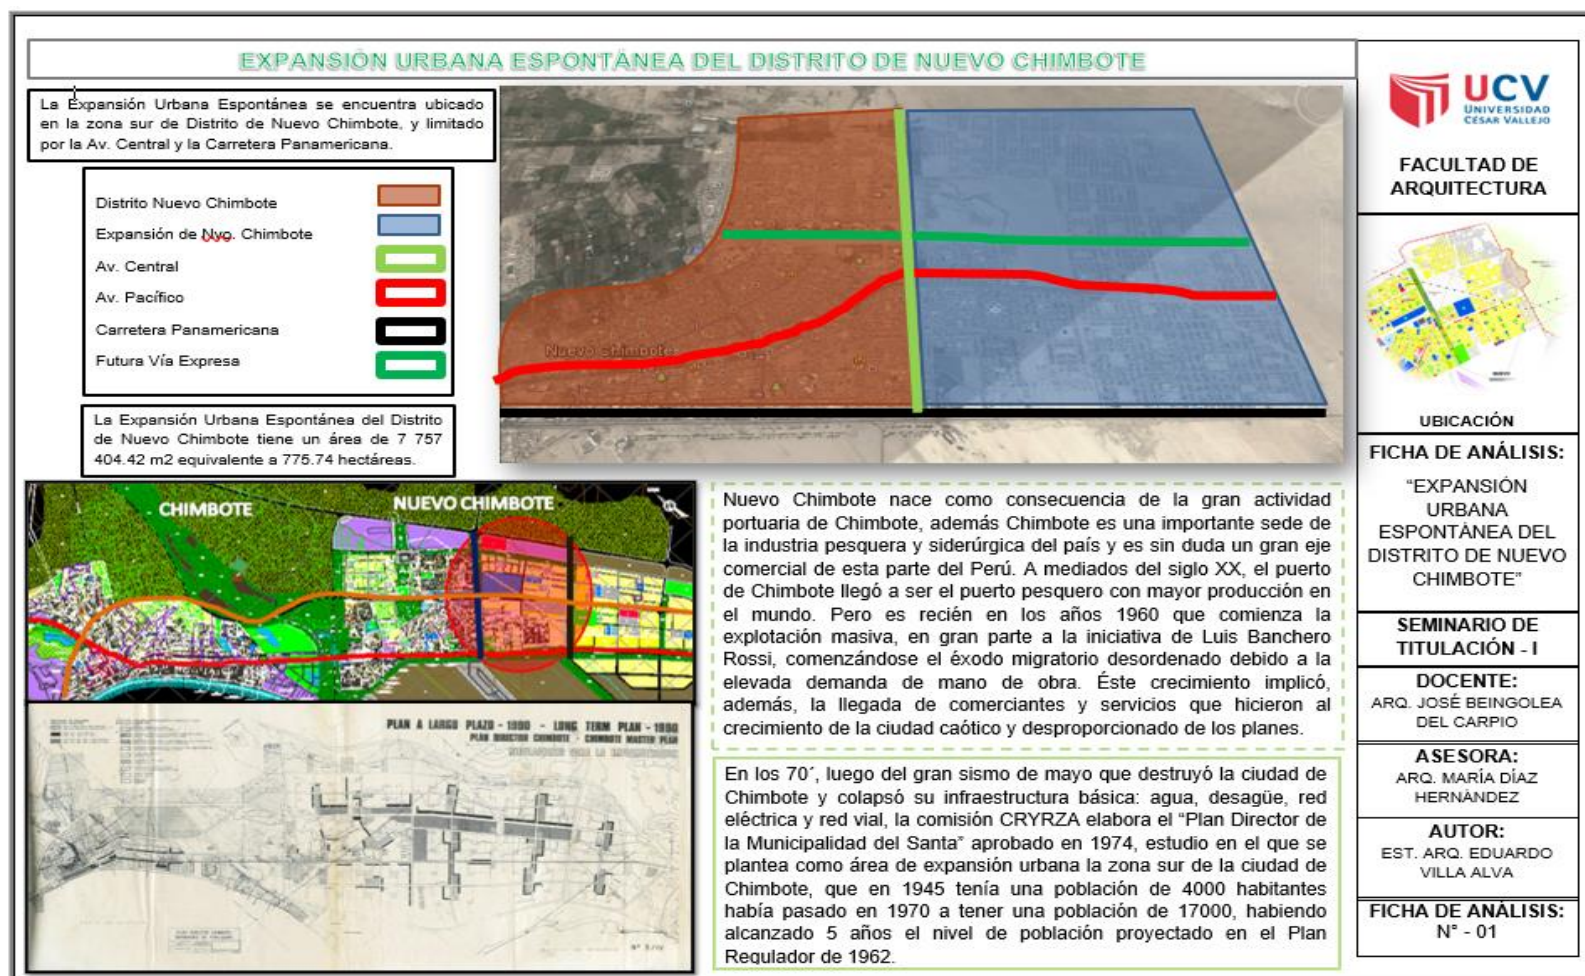 EXPANSIÓN URBANA ESPONTÁNEA DEL DISTRITO DE NUEVO CHIMBOTE
La Expansión Urbana Espontánea se encuentra ubicado
en la zona sur de Distrito de Nuevo Chimbote, y limitado
por la Av. Central y la Carretera Panamericana.
Distrito Nuevo Chimbote
Expansión de Nvo. Chimbote
Av. Central
Av. Pacífico
Carretera Panamericana
Futura Vía Expresa
La Expansión Urbana Espontánea del Distrito
de Nuevo Chimbote tiene un área de 7 757
404.42 m2 equivalente a 775.74 hectáreas.
Nuevo Chimbote
CHIMBOTE
NUEVO CHIMBOTE
PLAN A LARGO PLAZO - 1990 - LONG TERM PLAN - 1990
PLAN DIRECTOR CHIMBOTE - CHIMBOTE MASTER PLAN
Nuevo Chimbote nace como consecuencia de la gran actividad
portuaria de Chimbote, además Chimbote es una importante sede de
la industria pesquera y siderúrgica del país y es sin duda un gran eje
comercial de esta parte del Perú. A mediados del siglo XX, el puerto
de Chimbote llegó a ser el puerto pesquero con mayor producción en
el mundo. Pero es recién en los años 1960 que comienza la
explotación masiva, en gran parte a la iniciativa de Luis Banchero
Rossi, comenzándose el éxodo migratorio desordenado debido a la
elevada demanda de mano de obra. Éste crecimiento implicó,
además, la llegada de comerciantes y servicios que hicieron al
crecimiento de la ciudad caótico y desproporcionado de los planes.
En los 70´, luego del gran sismo de mayo que destruyó la ciudad de
Chimbote y colapsó su infraestructura básica: agua, desagüe, red
eléctrica y red vial, la comisión CRYRZA elabora el “Plan Director de
la Municipalidad del Santa” aprobado en 1974, estudio en el que se
plantea como área de expansión urbana la zona sur de la ciudad de
Chimbote, que en 1945 tenía una población de 4000 habitantes
había pasado en 1970 a tener una población de 17000, habiendo
alcanzado 5 años el nivel de población proyectado en el Plan
Regulador de 1962.
UCV
UNIVERSIDAD
CÉSAR VALLEJO
FACULTAD DE
ARQUITECTURA
UBICACIÓN
FICHA DE ANÁLISIS:
“EXPANSIÓN
URBANA
ESPONTÁNEA DEL
DISTRITO DE NUEVO
CHIMBOTE”
SEMINARIO DE
TITULACIÓN - I
DOCENTE:
ARQ. JOSÉ BEINGOLEA
DEL CARPIO
ASESORA:
ARQ. MARÍA DÍAZ
HERNÁNDEZ
AUTOR:
EST. ARQ. EDUARDO
VILLA ALVA
FICHA DE ANÁLISIS:
N° - 01